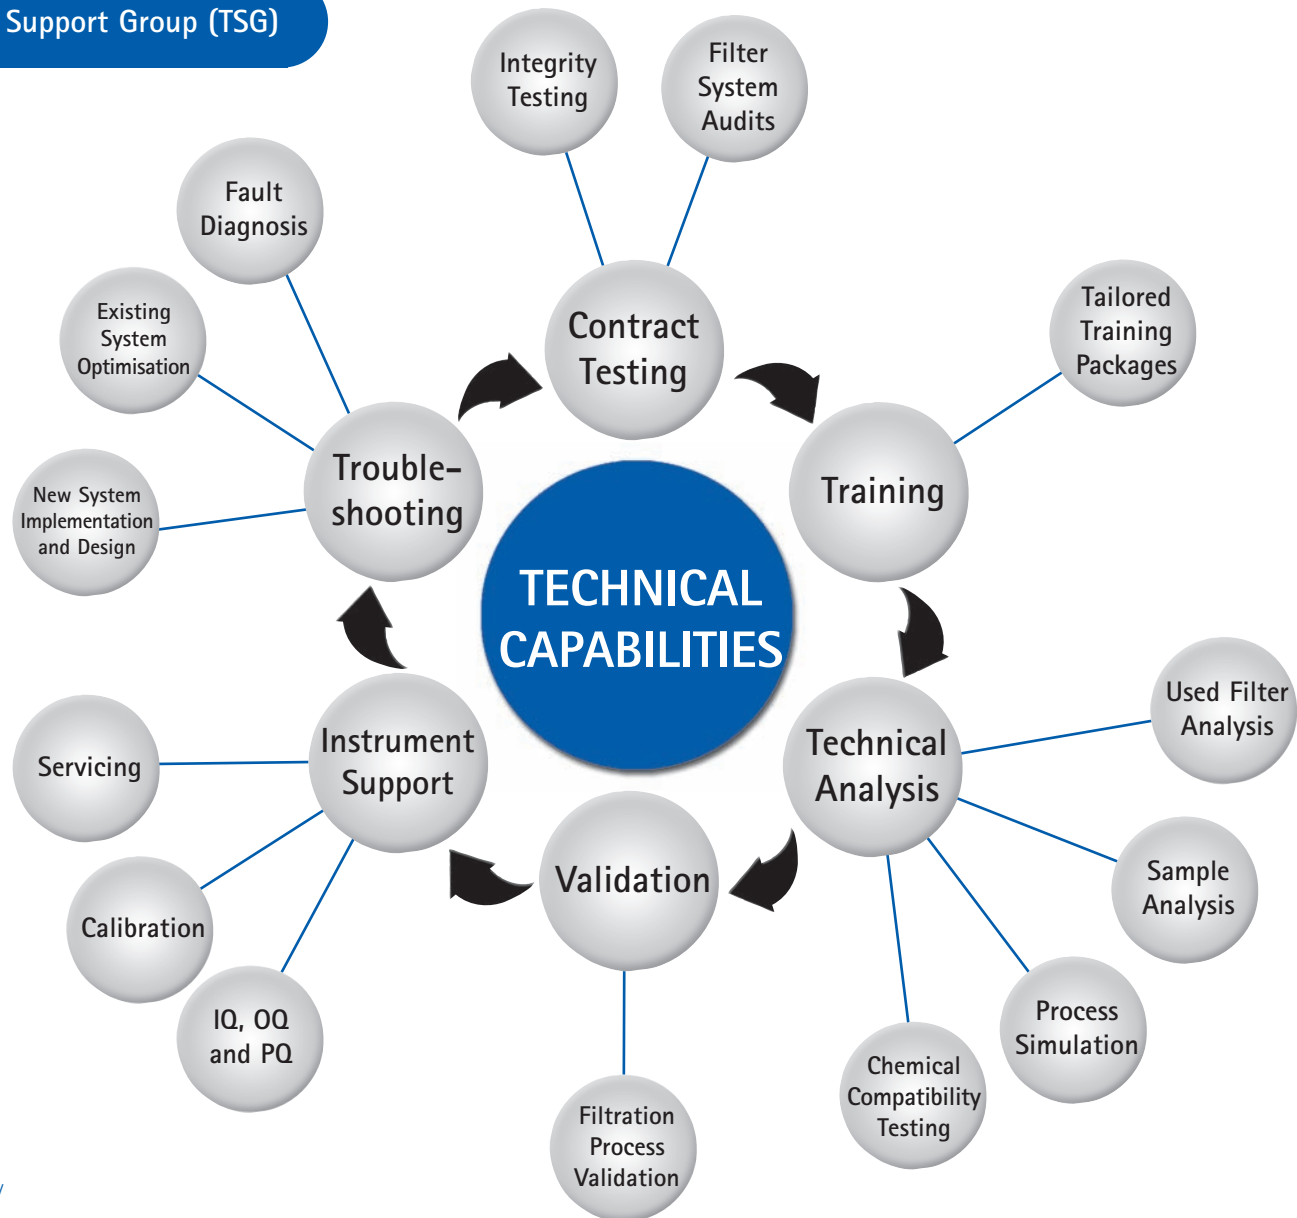 Support Group (TSG)
Integrity
Testing
Filter
System
Audits
Fault
Diagnosis
Existing
System
Optimisation
New System
Implementation
and Design
Trouble-
shooting
Contract
Testing
Tailored
Training
Packages
Training
TECHNICAL
CAPABILITIES
Used Filter
Analysis
Technical
Analysis
Sample
Analysis
Process
Simulation
Chemical
Compatibility
Testing
Validation
Filtration
Process
Validation
Instrument
Support
Servicing
Calibration
IQ, OQ
and PQ